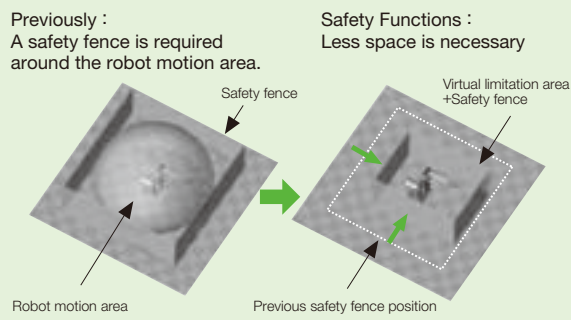 Previously：
A safety fence is required
around the robot motion area.
Safety fence
Robot motion area
Safety Functions：
Less space is necessary
Virtual limitation area
+Safety fence
Previous safety fence position